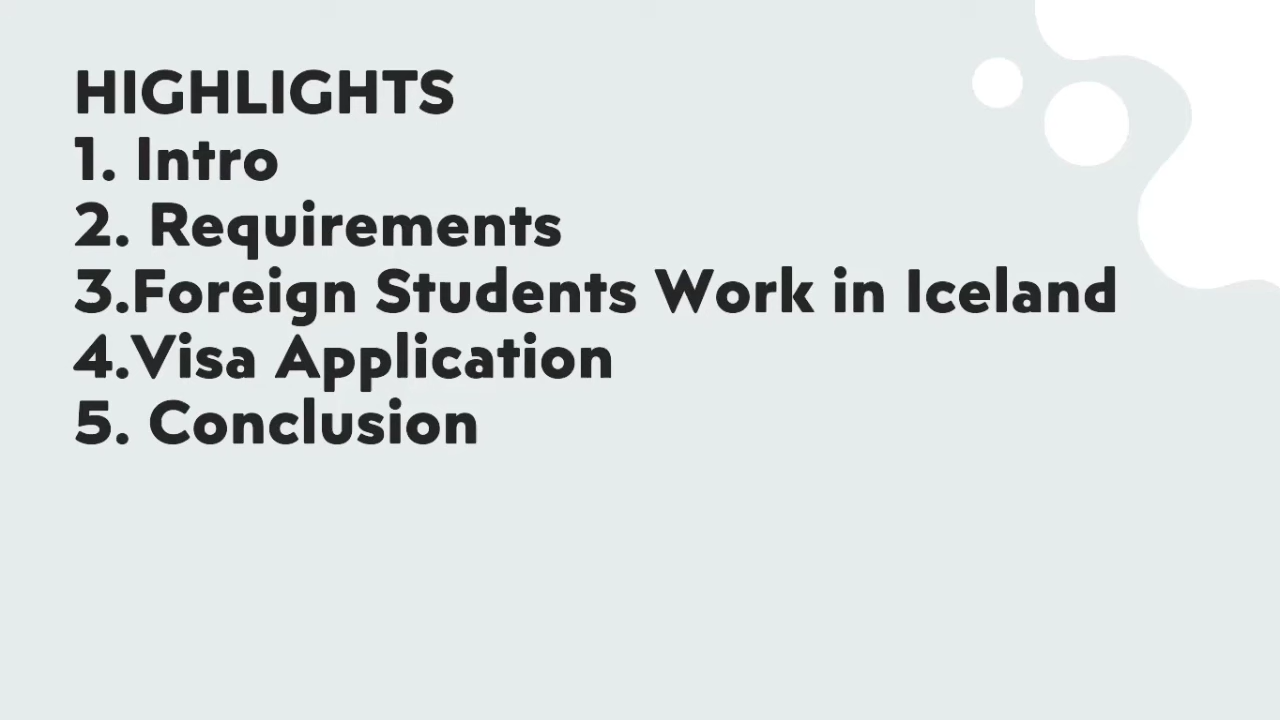 HIGHLIGHTS
1. Intro
2. Requirements
3.Foreign Students Work in Iceland
4.Visa Application
5. Conclusion